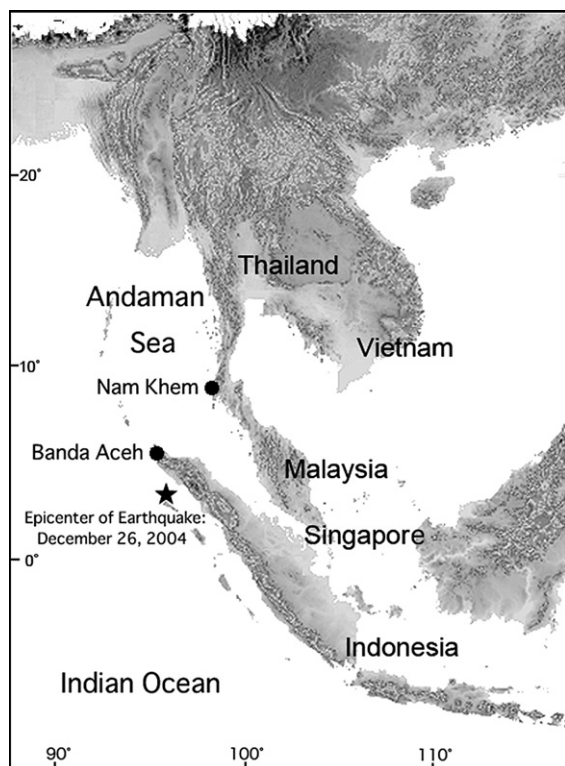 20°
Thailand
Andaman
Sea
Vietnam
10°
Nam Khem
Banda Aceh
Malaysia
Epicenter of Earthquake:
December 26, 2004
Singapore
0°
Indonesia
Indian Ocean
90°
100°
110°